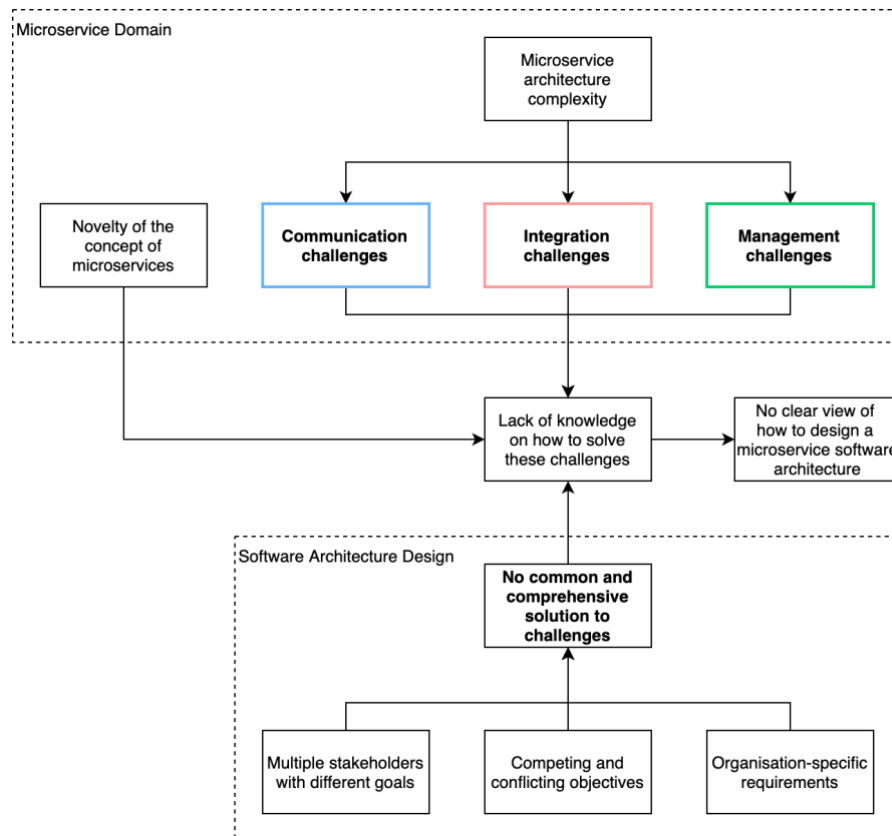 Microservice Domain
Microservice
architecture
complexity
Novelty of the
concept of
microservices
Communication
challenges
Integration
challenges
Management
challenges
Lack of knowledge
on how to solve
these challenges
No clear view of
how to design a
microservice software
architecture
Software Architecture Design
No common and
comprehensive
solution to
challenges
Multiple stakeholders
with different goals
Competing and
conflicting objectives
Organisation-specific
requirements